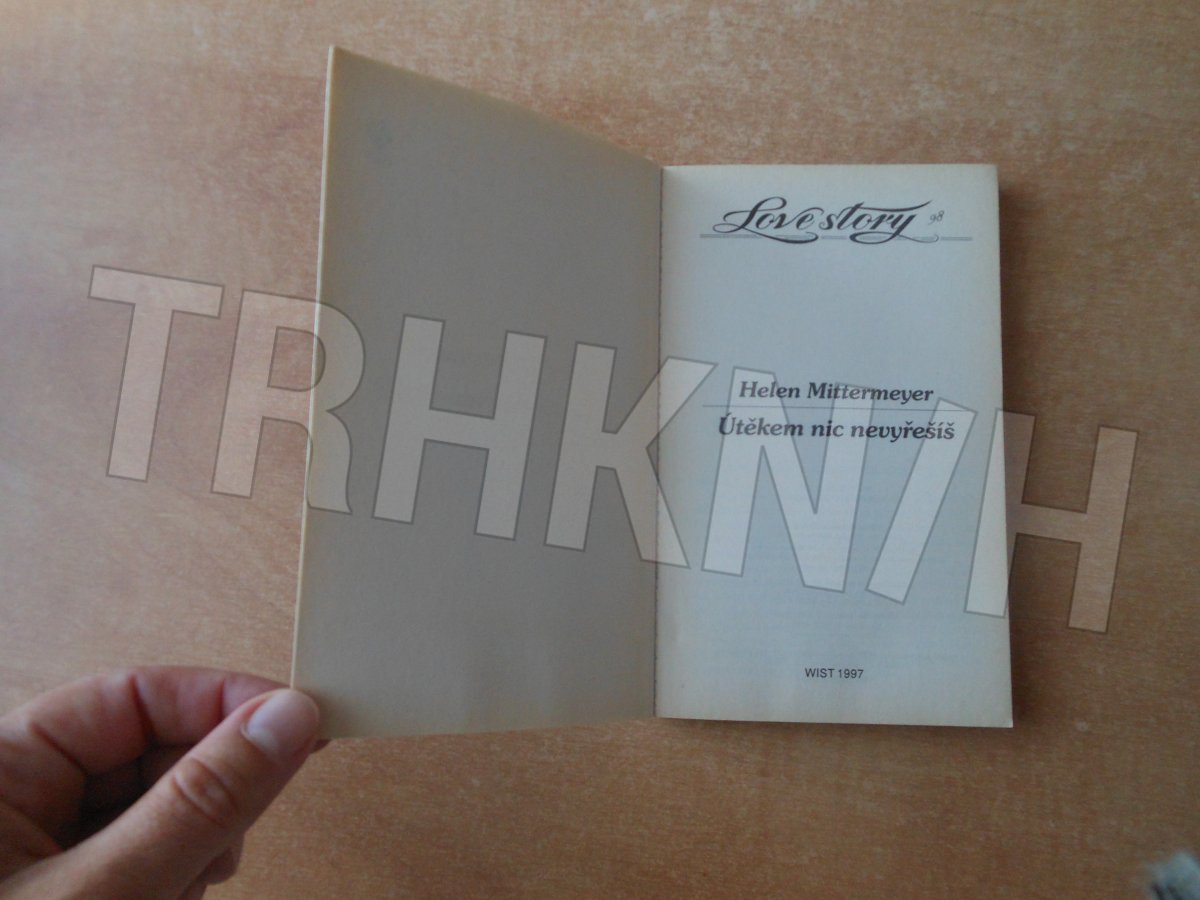 Love story 98
Helen Mittermeyer
Útěkem nic nevyřešíš
WIST 1997
TRHKNIH